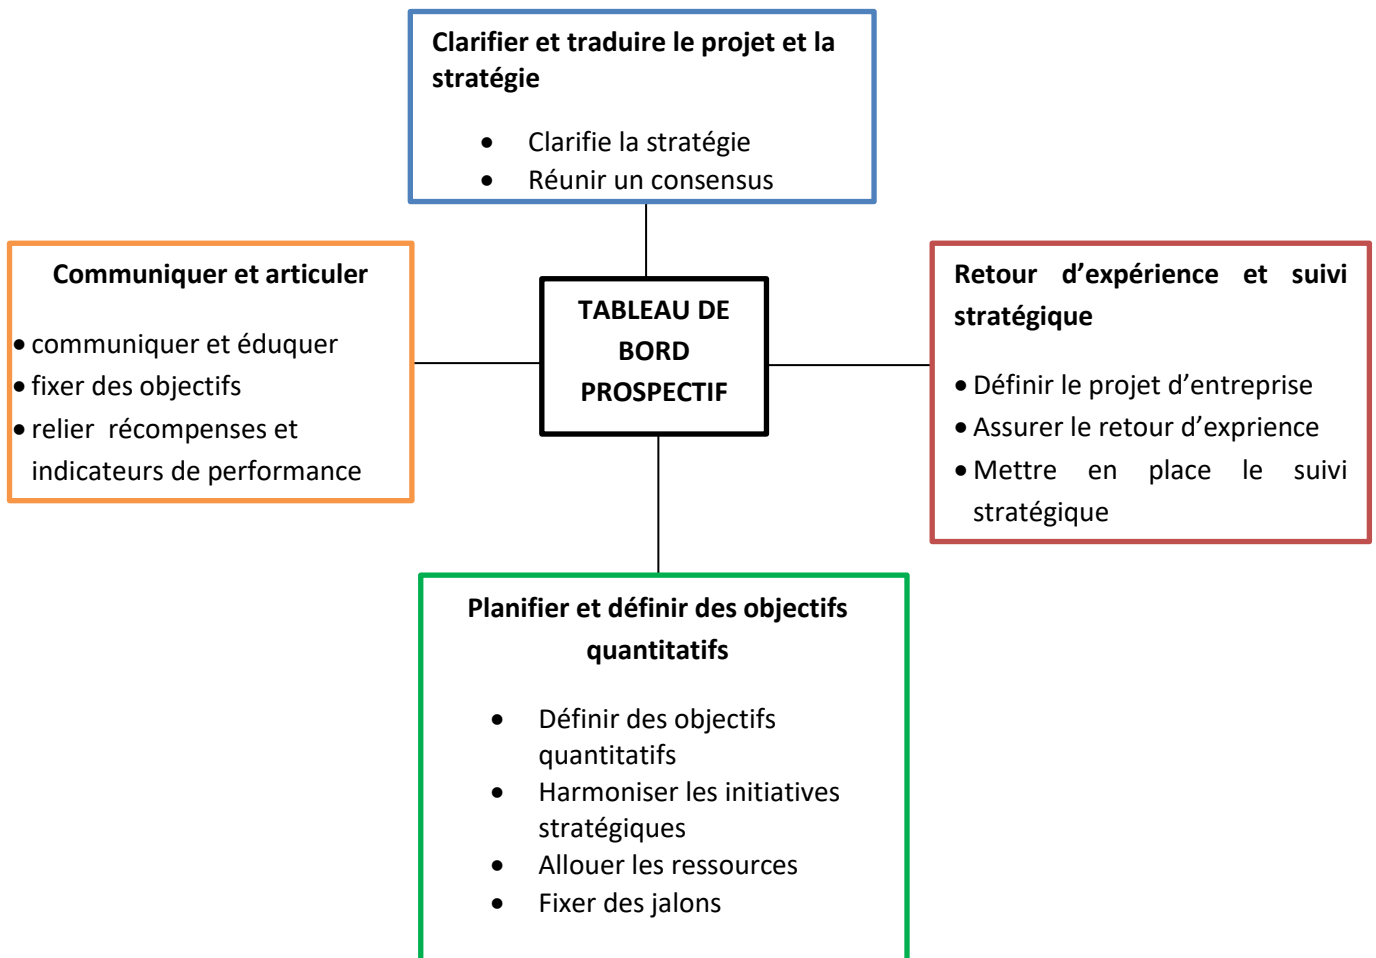 Clarifier et traduire le projet et la
stratégie
• Clarifie la stratégie
• Réunir un consensus
Communiquer et articuler
• communiquer et éduquer
• fixer des objectifs
• relier récompenses et
indicateurs de performance
TABLEAU DE
BORD
PROSPECTIF
Retour d’expérience et suivi
stratégique
• Définir le projet d’entreprise
• Assurer le retour d’exprience
• Mettre en place le suivi
stratégique
Planifier et définir des objectifs
quantitatifs
• Définir des objectifs
quantitatifs
• Harmoniser les initiatives
stratégiques
• Allouer les ressources
• Fixer des jalons